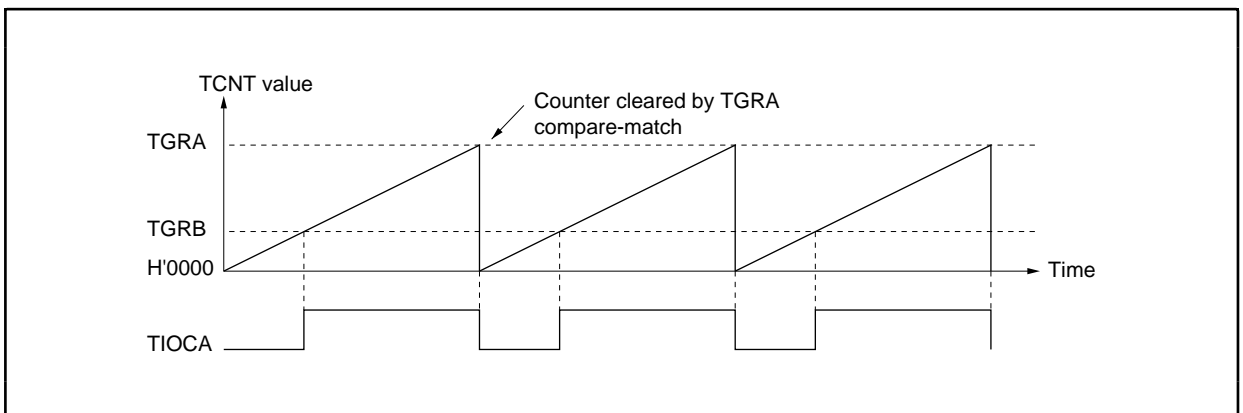 TCNT value
Counter cleared by TGRA
compare-match
TGRA
TGRB
H'0000
Time
TIOCA